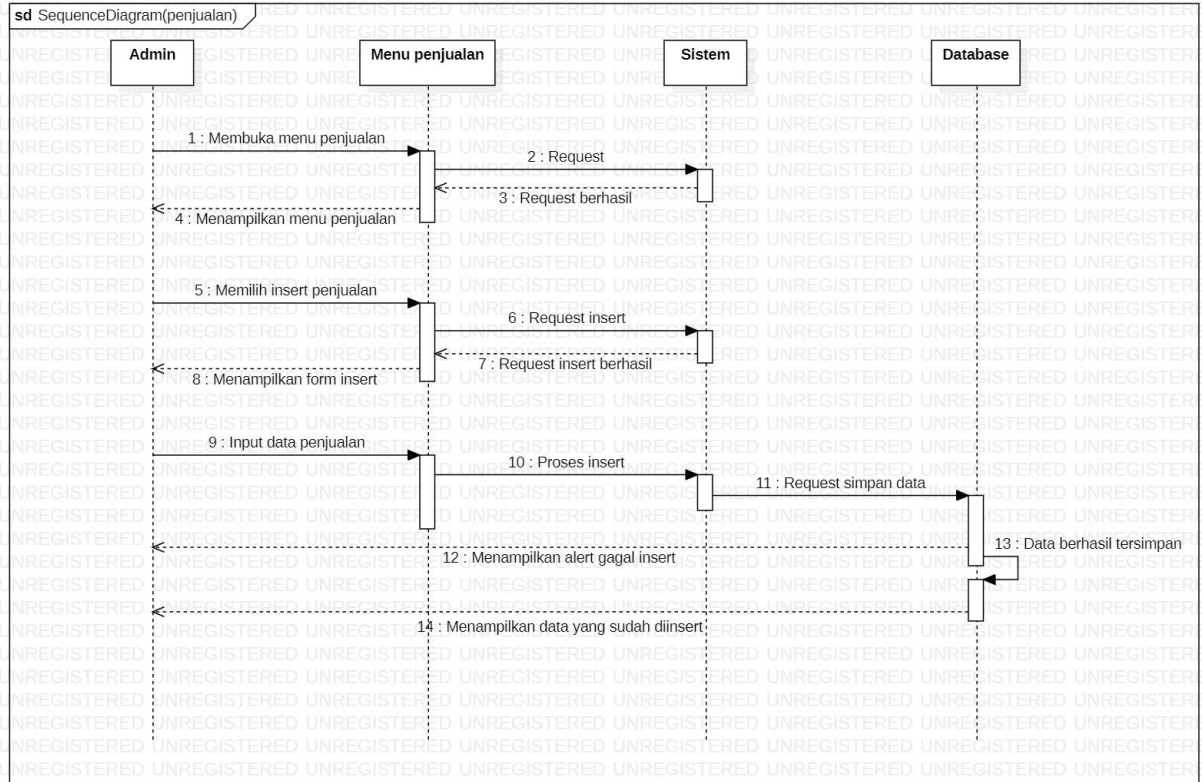 sd SequenceDiagram(penjualan)
Admin
Menu penjualan
Sistem
Database
1 : Membuka menu penjualan
2 : Request
3 : Request berhasil
4 : Menampilkan menu penjualan
5 : Memilih insert penjualan
6 : Request insert
7 : Request insert berhasil
8 : Menampilkan form insert
9 : Input data penjualan
10 : Proses insert
11 : Request simpan data
12 : Menampilkan alert gagal insert
13 : Data berhasil tersimpan
14 : Menampilkan data yang sudah diinsert
UNREGISTERED